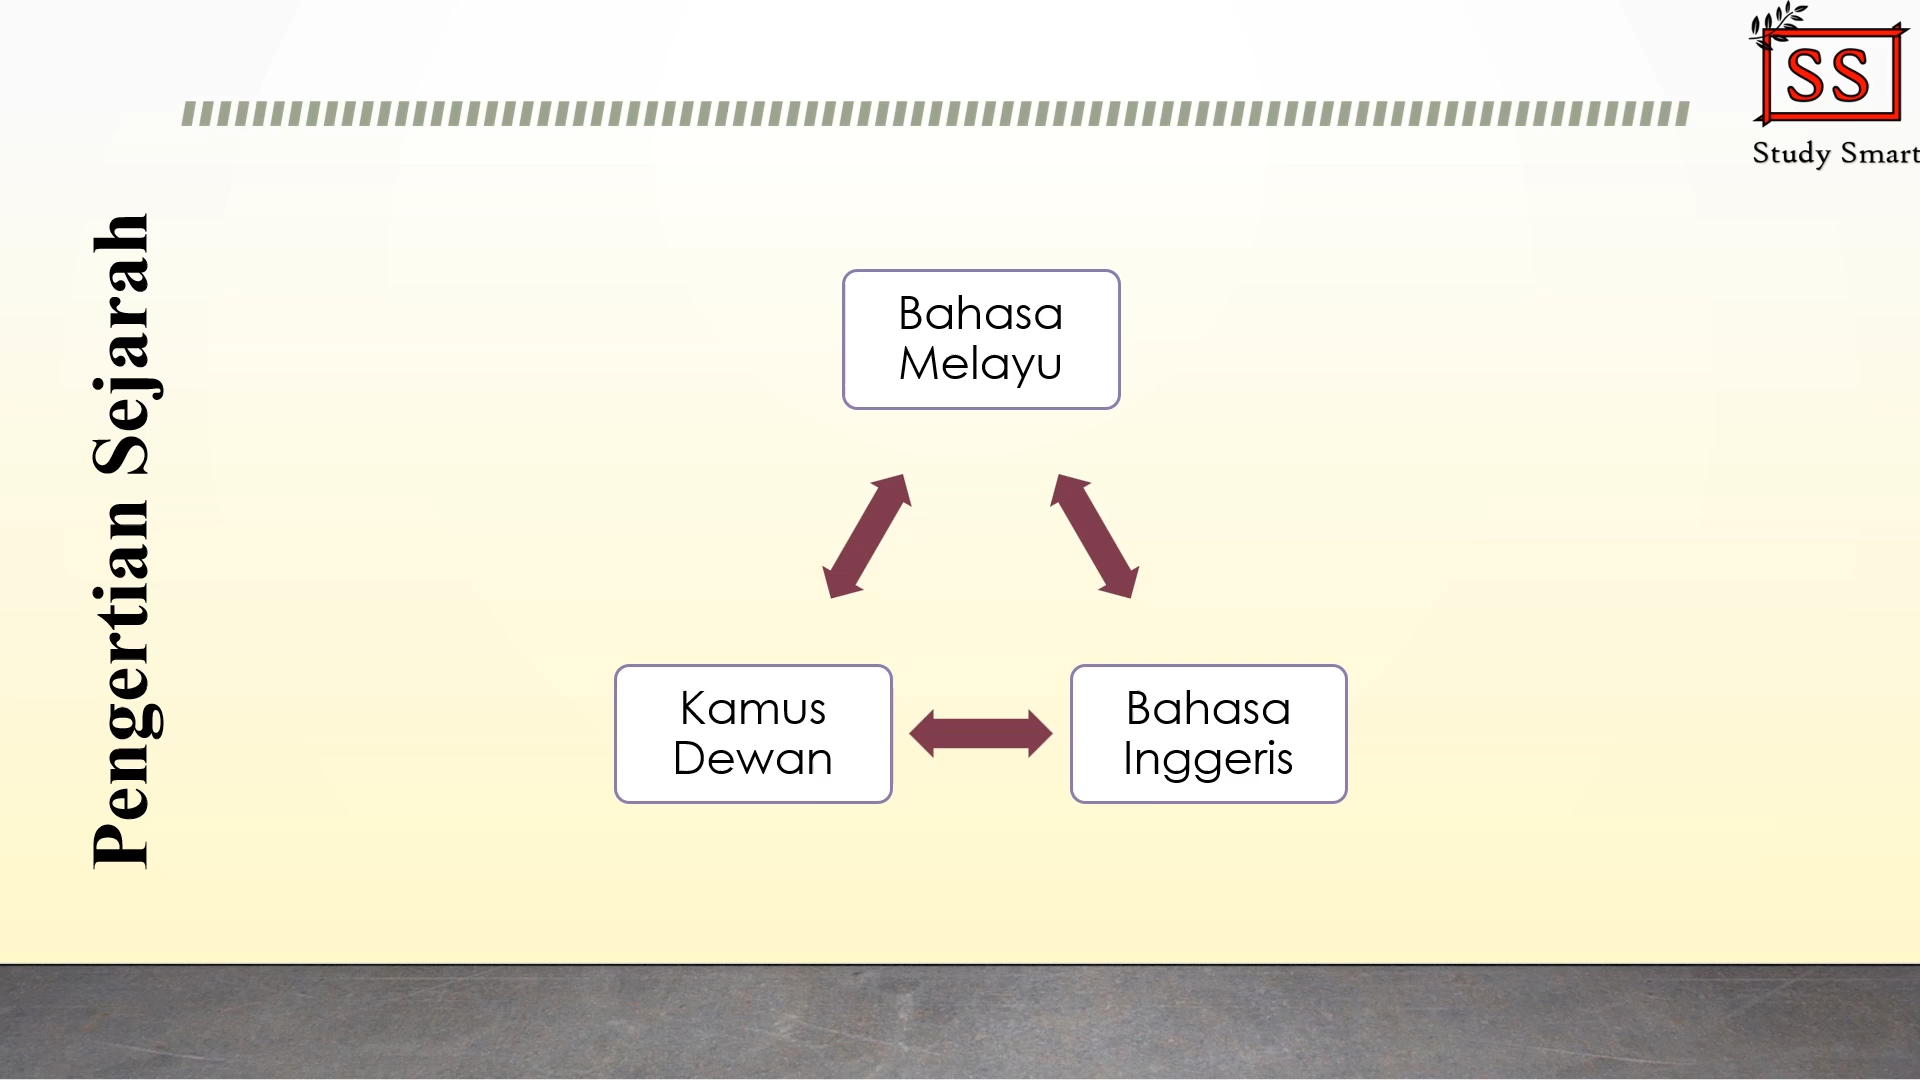 SS
Study Smart
Pengertian Sejarah
Bahasa
Melayu
Kamus
Dewan
Bahasa
Inggeris